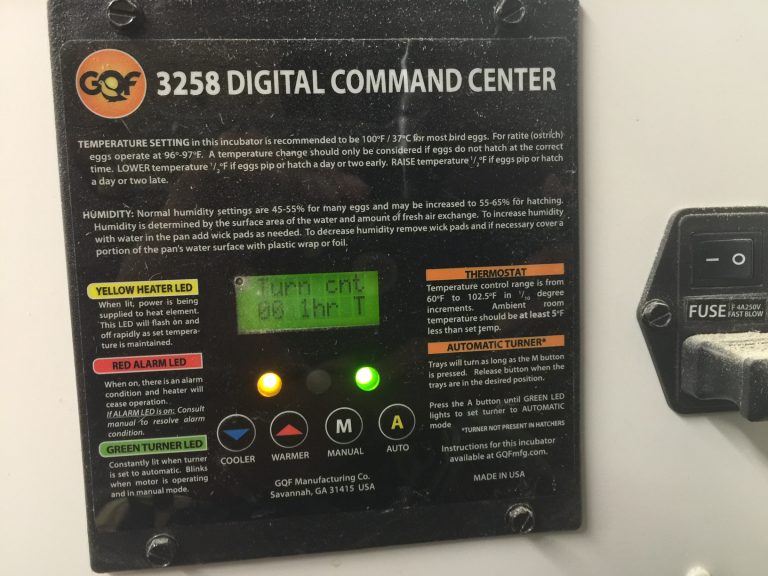 GQF
3258 DIGITAL COMMAND CENTER
TEMPERATURE SETTING in this incubator is recommended to be 100°F / 37°C for most bird eggs. For ratite (ostrich)
eggs operate at 96°-97°F. A temperature change should only be considered if eggs do not hatch at the correct
time. LOWER temperature 1/2°F if eggs pip or hatch a day or two early. RAISE temperature 1/2°F if eggs pip or hatch
a day or two late.
HUMIDITY: Normal humidity settings are 45-55% for many eggs and may be increased to 55-65% for hatching.
Humidity is determined by the surface area of the water and amount of fresh air exchange. To increase humidity
with water in the pan add wick pads as needed. To decrease humidity remove wick pads and if necessary cover a
portion of the pan's water surface with plastic wrap or foil.
YELLOW HEATER LED
When lit, power is being
supplied to heat element.
This LED will flash on and
off rapidly as set tempera-
ture is maintained.
RED ALARM LED
When on, there is an alarm
condition and heater will
cease operation.
If ALARM LED is on: Consult
manual to resolve alarm
condition.
GREEN TURNER LED
Constantly lit when turner
is set to automatic. Blinks
when motor is operating
and in manual mode.
Turn cnt
00 1hr T
M
A
COOLER
WARMER
MANUAL
AUTO
GQF Manufacturing Co.
Savannah, GA 31415 USA
THERMOSTAT
Temperature control range is from
60°F to 102.5°F in 1/10 degree
increments. Ambient room
temperature should be at least 5°F
less than set temp.
AUTOMATIC TURNER*
Trays will turn as long as the M button
is pressed. Release button when the
trays are in the desired position.
Press the A button until GREEN LED
lights to set turner to AUTOMATIC
mode
*TURNER NOT PRESENT IN HATCHERS
Instructions for this incubator
available at GQFmfg.com.
MADE IN USA
FUSE
F 4A250V
FAST BLOW